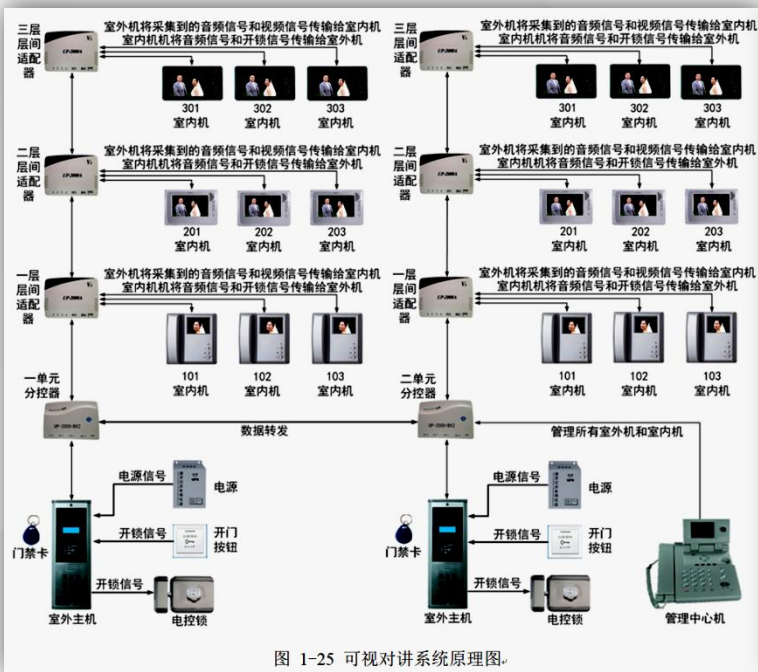 三层层间适配器
室外机将采集到的音频信号和视频信号传输给室内机
室内机机将音频信号和开锁信号传输给室外机
301 302 303
室内机 室内机 室内机
二层层间适配器
室外机将采集到的音频信号和视频信号传输给室内机
室内机机将音频信号和开锁信号传输给室外机
201 202 203
室内机 室内机 室内机
一层层间适配器
室外机将采集到的音频信号和视频信号传输给室内机
室内机将音频信号和开锁信号传输给室外机
101 102 103
室内机 室内机 室内机
一单元
分控器
电源信号
电源
开锁信号
开门
按钮
门禁卡
开锁信号
室外主机
电控锁
数据转发
三层层间适配器
室外机将采集到的音频信号和视频信号传输给室内机
室内机机将音频信号和开锁信号传输给室外机
301 302 303
室内机 室内机 室内机
二层层间适配器
室外机将采集到的音频信号和视频信号传输给室内机
室内机机将音频信号和开锁信号传输给室外机
201 202 203
室内机 室内机 室内机
一层层间适配器
室外机将采集到的音频信号和视频信号传输给室内机
室内机将音频信号和开锁信号传输给室外机
101 102 103
室内机 室内机 室内机
二单元
分控器
管理所有室外机和室内机
电源信号
电源
开锁信号
开门
按钮
门禁卡
开锁信号
室外主机
电控锁
管理中心机
图 1-25 可视对讲系统原理图